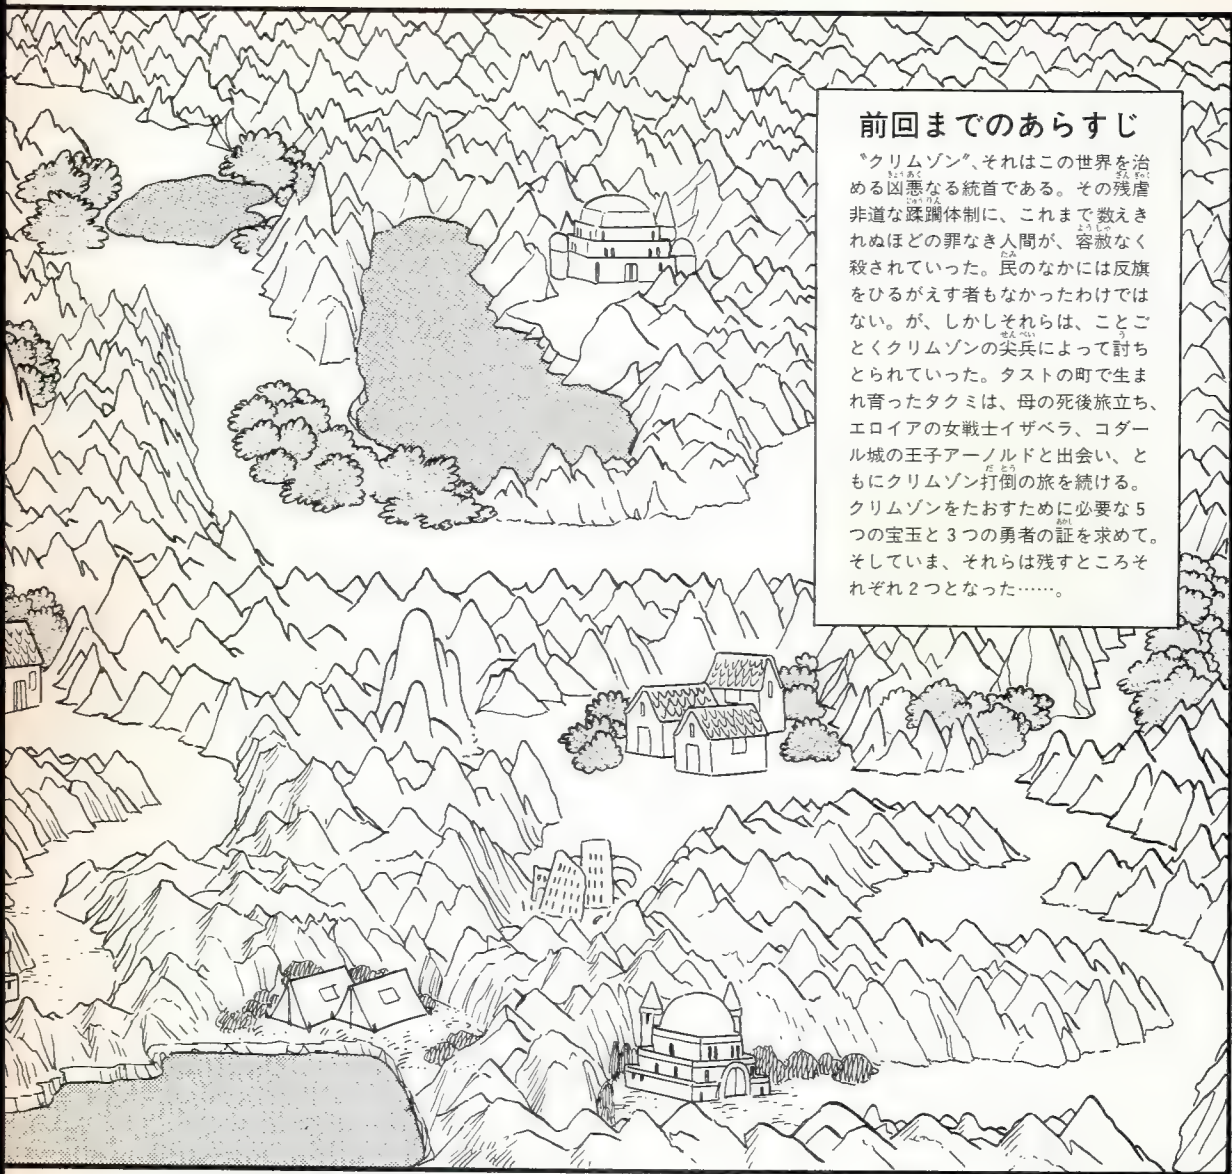 前回までのあらすじ
〝クリムゾン〟、それはこの世界を治
める凶悪なる統首である。その残虐
非道な蹂躙体制に、これまで数えき
れぬほどの罪なき人間が、容赦なく
殺されていった。民のなかには反旗
をひるがえす者もなかったわけでは
ない。が、しかしそれらは、ことご
とくクリムゾンの尖兵によって討ち
とられていった。タストの町で生ま
れ育ったタクミは、母の死後旅立ち、
エロイアの女戦士イザベラ、コダー
ル城の王子アーノルドと出会い、と
もにクリムゾン打倒の旅を続ける。
クリムゾンをたおすために必要な5
つの宝玉と3つの勇者の証を求めて。
そしていま、それらは残すところそ
れぞれ2つとなった……。